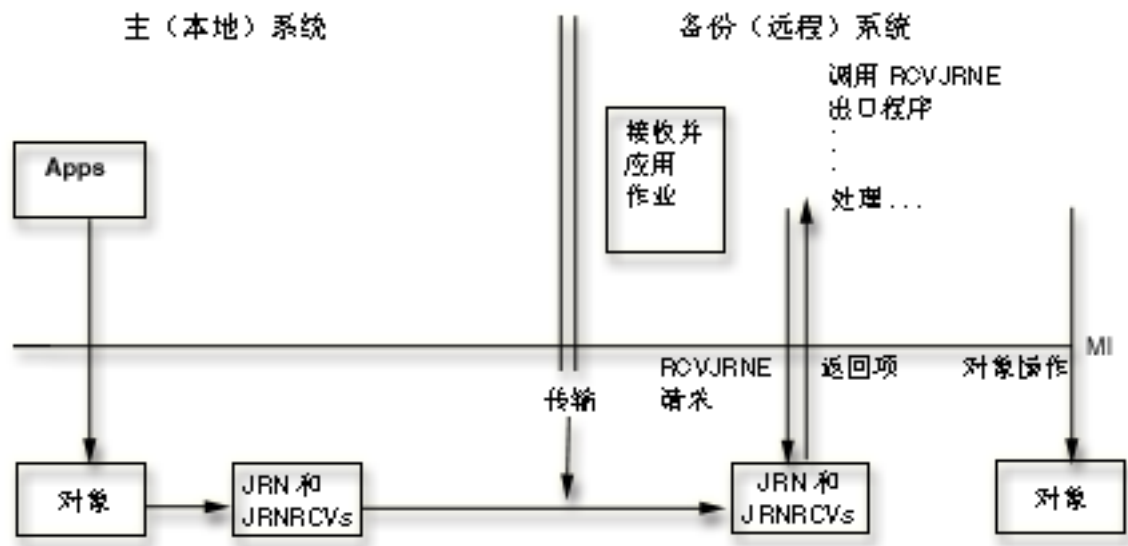 主（本地）系统
备份（远程）系统
调用 RCVJRNE
出口程序
.
.
处理...
接收并
应用
作业
Apps
MI
RCVJRNE
请求
返回项
对象操作
传输
对象
JRN 和
JRNRCVs
JRN 和
JRNRCVs
对象